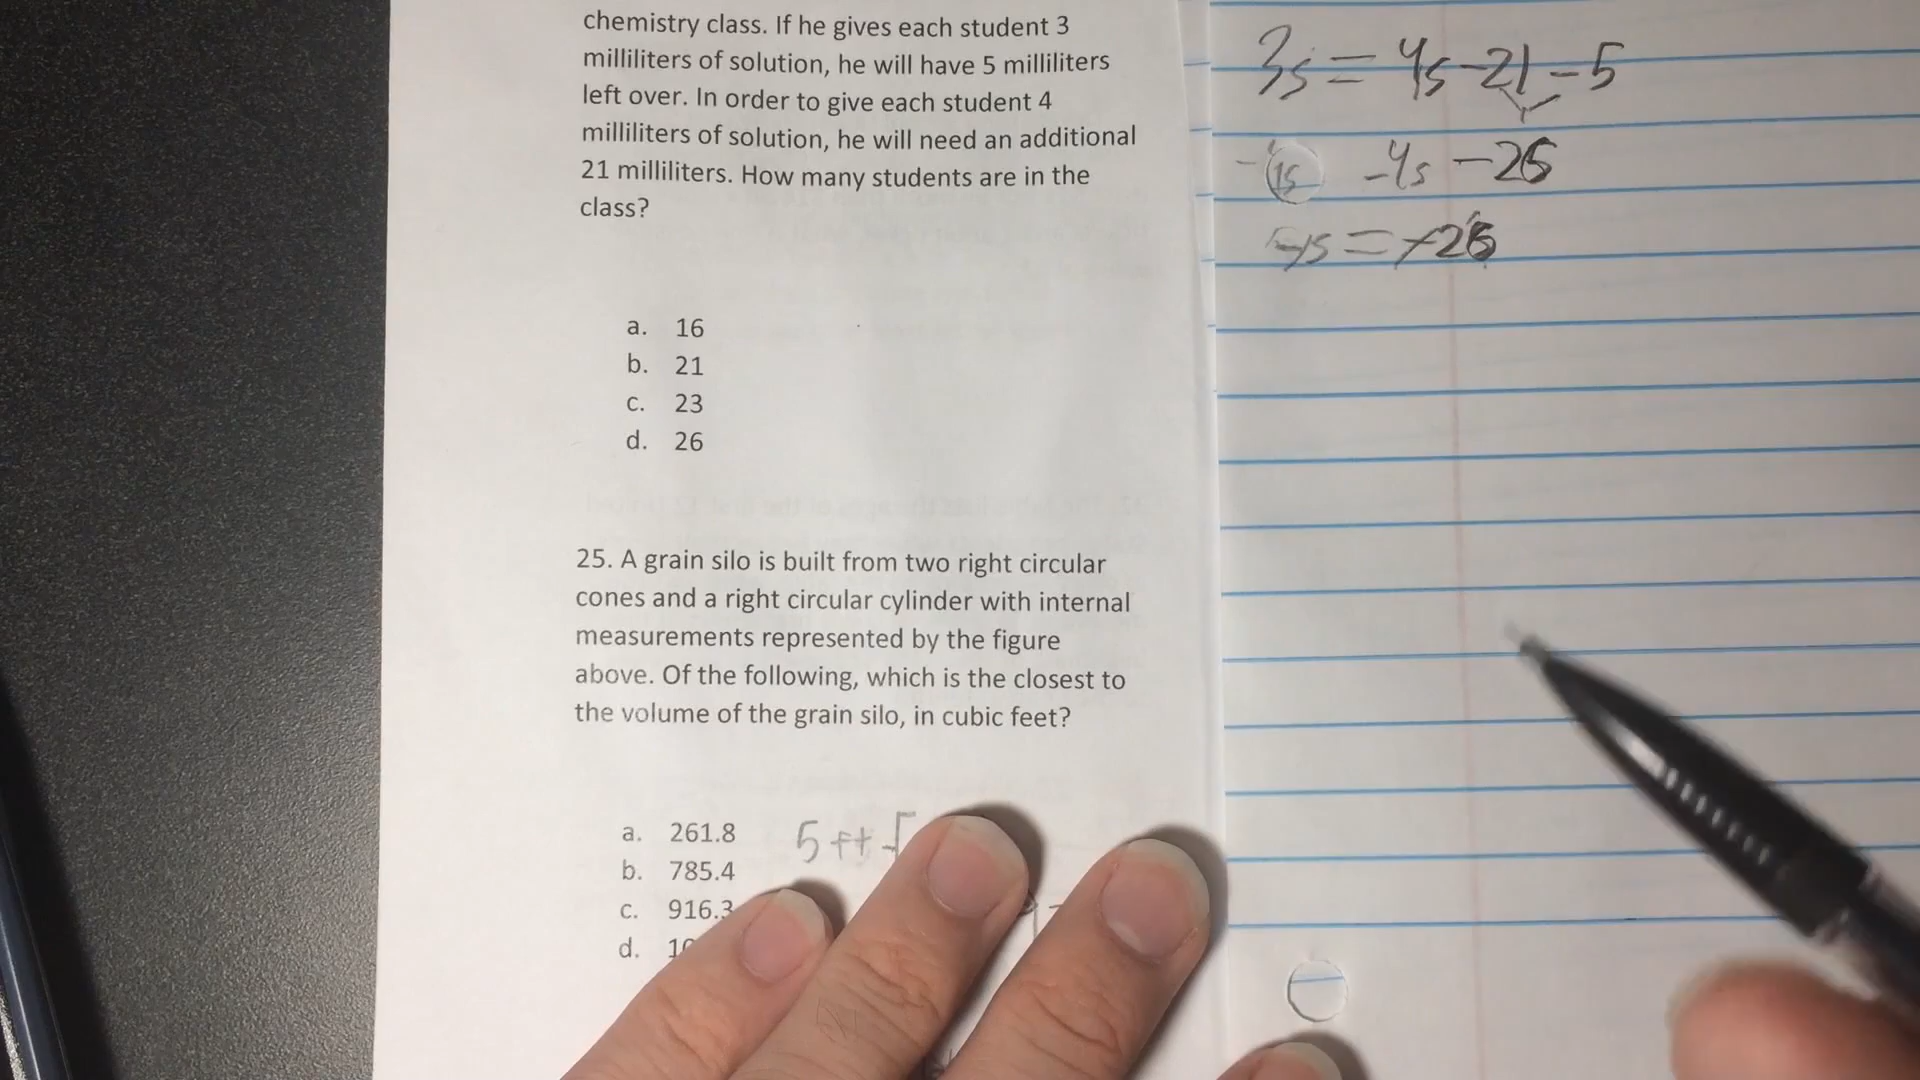 chemistry class. If he gives each student 3
milliliters of solution, he will have 5 milliliters
left over. In order to give each student 4
milliliters of solution, he will need an additional
21 milliliters. How many students are in the
class?
a. 16
b. 21
c. 23
d. 26
25. A grain silo is built from two right circular
cones and a right circular cylinder with internal
measurements represented by the figure
above. Of the following, which is the closest to
the volume of the grain silo, in cubic feet?
a. 261.8
b. 785.4
c. 916.3
d. 10
5 ft
3s = 4s-21-5
-4s -26
= -26